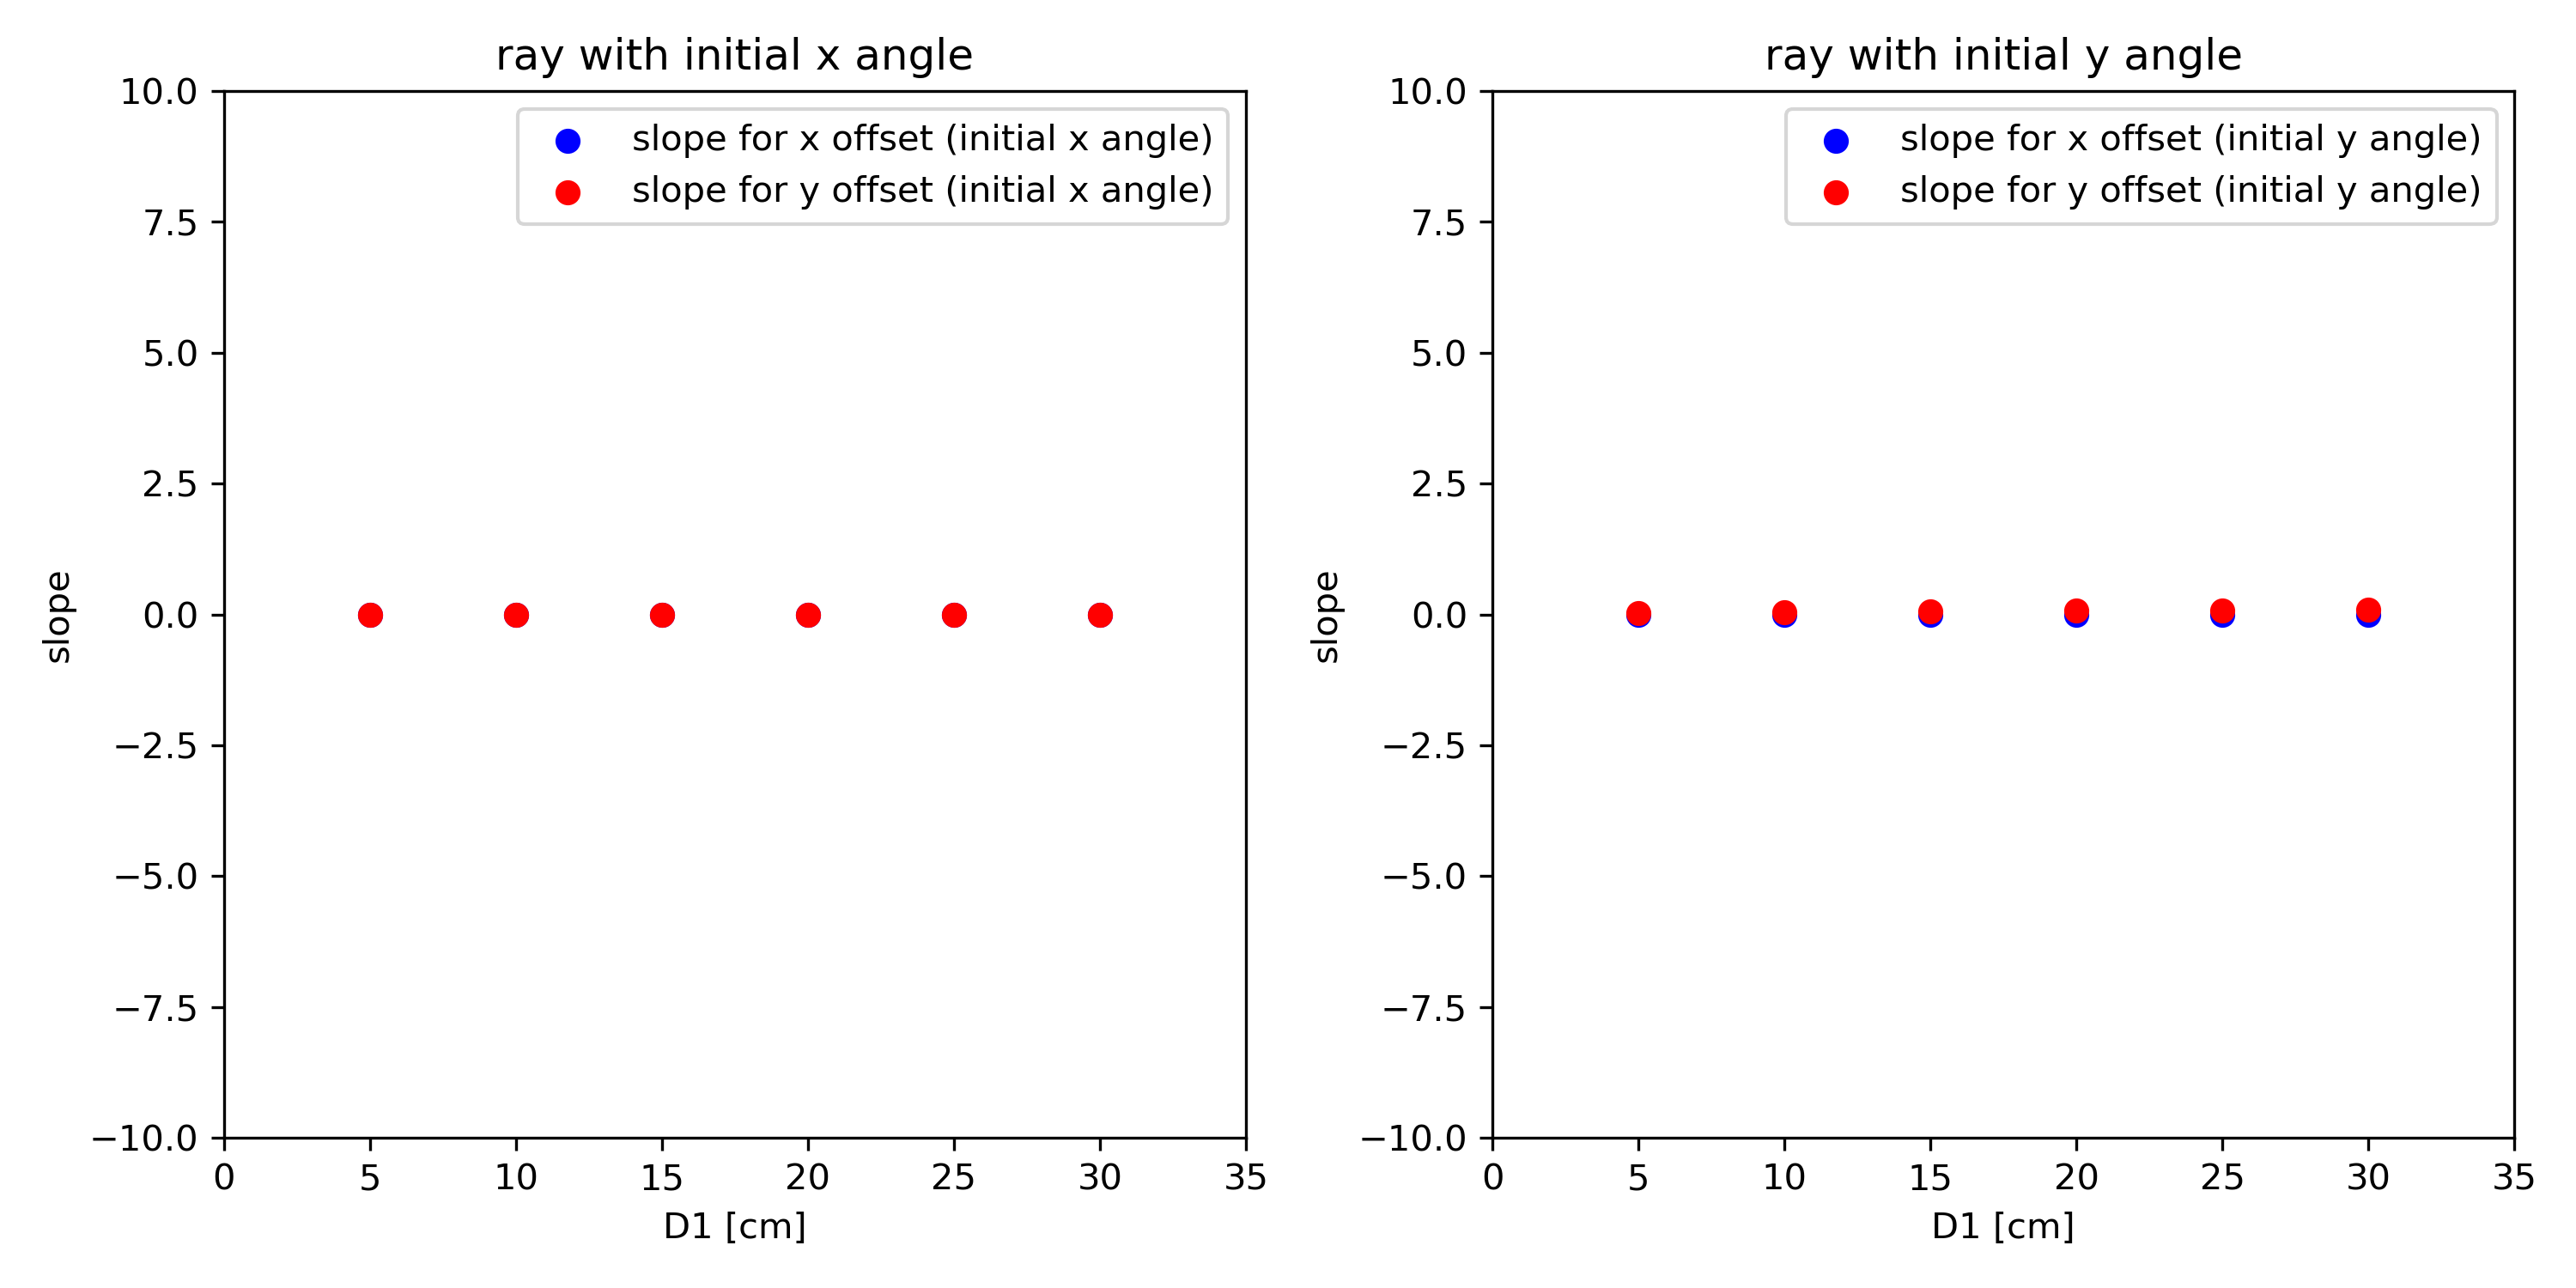 ray with initial x angle
slope for x offset (initial x angle)
slope for y offset (initial x angle)
10.0
7.5
5.0
2.5
0.0
−2.5
−5.0
−7.5
−10.0
slope
0 5 10 15 20 25 30 35
D1 [cm]
ray with initial y angle
slope for x offset (initial y angle)
slope for y offset (initial y angle)
10.0
7.5
5.0
2.5
0.0
−2.5
−5.0
−7.5
−10.0
slope
0 5 10 15 20 25 30 35
D1 [cm]